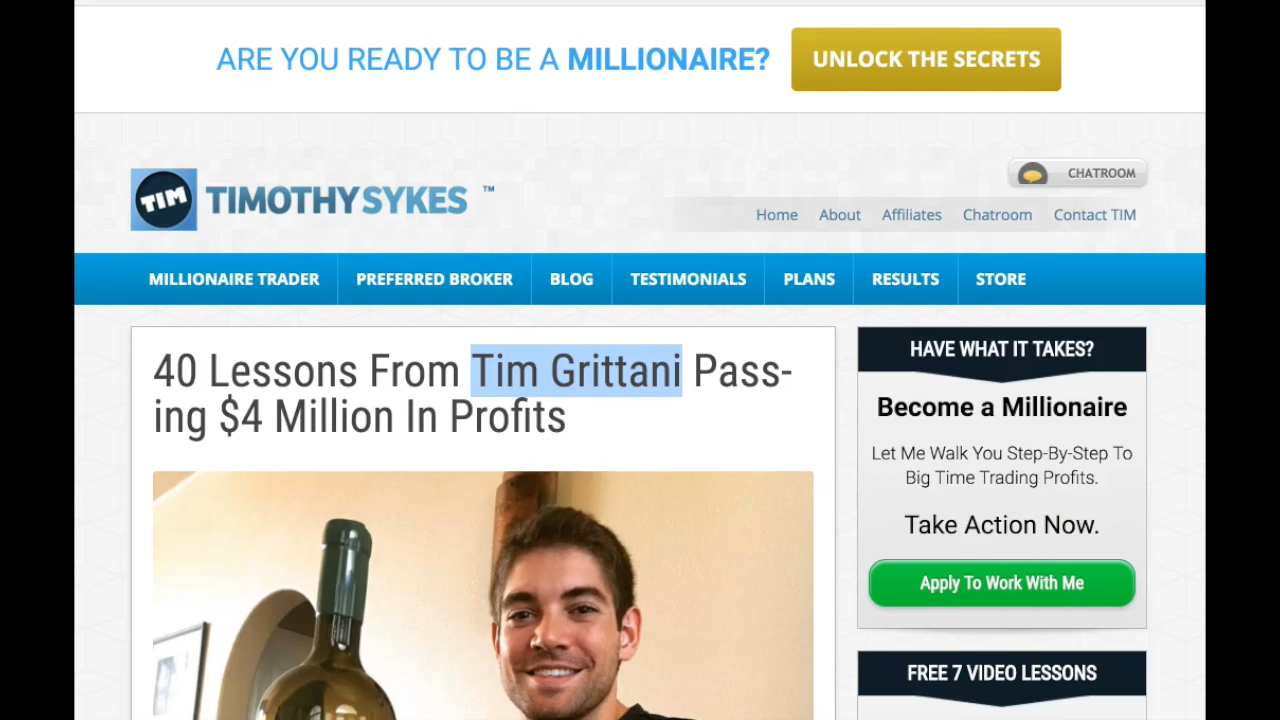 ARE YOU READY TO BE A MILLIONAIRE?
UNLOCK THE SECRETS
TIM
TIMOTHYSYKES ™
CHATROOM
Home About Affiliates Chatroom Contact TIM
MILLIONAIRE TRADER PREFERRED BROKER BLOG TESTIMONIALS PLANS RESULTS STORE
40 Lessons From Tim Grittani Pass-
ing $4 Million In Profits
HAVE WHAT IT TAKES?
Become a Millionaire
Let Me Walk You Step-By-Step To
Big Time Trading Profits.
Take Action Now.
Apply To Work With Me
FREE 7 VIDEO LESSONS